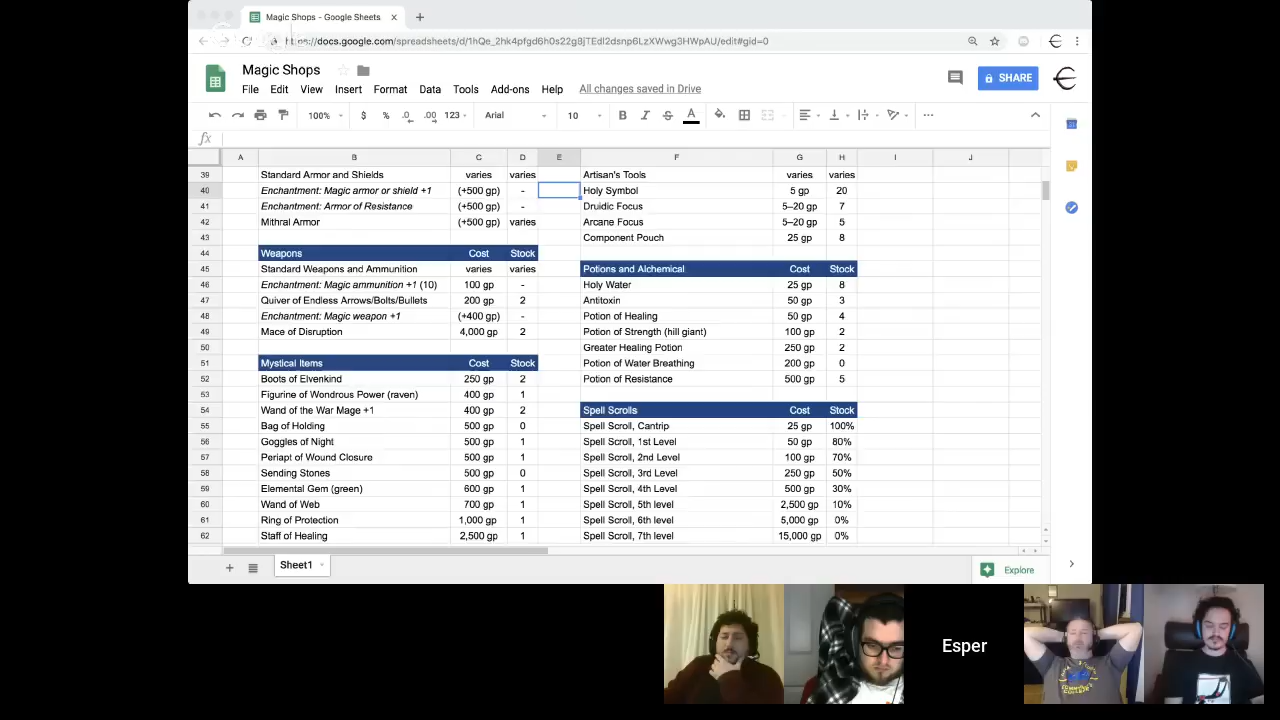 Magic Shops - Google Sheets
https://docs.google.com/spreadsheets/d/1hQe_2hk4pfgd6h0s22g8jTEdl2dsnp6LzXWwg3HWpAU/edit#gid=0
Magic Shops
File Edit View Insert Format Data Tools Add-ons Help All changes saved in Drive
SHARE
100% $ % .0 .00 123 Arial 10 B I S A
fx
A B C D E F G H I J
39 Standard Armor and Shields varies varies Artisan's Tools varies varies
40 Enchantment: Magic armor or shield +1 (+500 gp) - Holy Symbol 5 gp 20
41 Enchantment: Armor of Resistance (+500 gp) - Druidic Focus 5–20 gp 7
42 Mithral Armor (+500 gp) varies Arcane Focus 5–20 gp 5
43 Component Pouch 25 gp 8
44 Weapons Cost Stock
45 Standard Weapons and Ammunition varies varies Potions and Alchemical Cost Stock
46 Enchantment: Magic ammunition +1 (10) 100 gp - Holy Water 25 gp 8
47 Quiver of Endless Arrows/Bolts/Bullets 200 gp 2 Antitoxin 50 gp 3
48 Enchantment: Magic weapon +1 (+400 gp) - Potion of Healing 50 gp 4
49 Mace of Disruption 4,000 gp 2 Potion of Strength (hill giant) 100 gp 2
50 Greater Healing Potion 250 gp 2
51 Mystical Items Cost Stock Potion of Water Breathing 200 gp 0
52 Boots of Elvenkind 250 gp 2 Potion of Resistance 500 gp 5
53 Figurine of Wondrous Power (raven) 400 gp 1
54 Wand of the War Mage +1 400 gp 2 Spell Scrolls Cost Stock
55 Bag of Holding 500 gp 0 Spell Scroll, Cantrip 25 gp 100%
56 Goggles of Night 500 gp 1 Spell Scroll, 1st Level 50 gp 80%
57 Periapt of Wound Closure 500 gp 1 Spell Scroll, 2nd Level 100 gp 70%
58 Sending Stones 500 gp 0 Spell Scroll, 3rd Level 250 gp 50%
59 Elemental Gem (green) 600 gp 1 Spell Scroll, 4th Level 500 gp 30%
60 Wand of Web 700 gp 1 Spell Scroll, 5th level 2,500 gp 10%
61 Ring of Protection 1,000 gp 1 Spell Scroll, 6th level 5,000 gp 0%
62 Staff of Healing 2,500 gp 1 Spell Scroll, 7th level 15,000 gp 0%
Sheet1
Explore
Esper